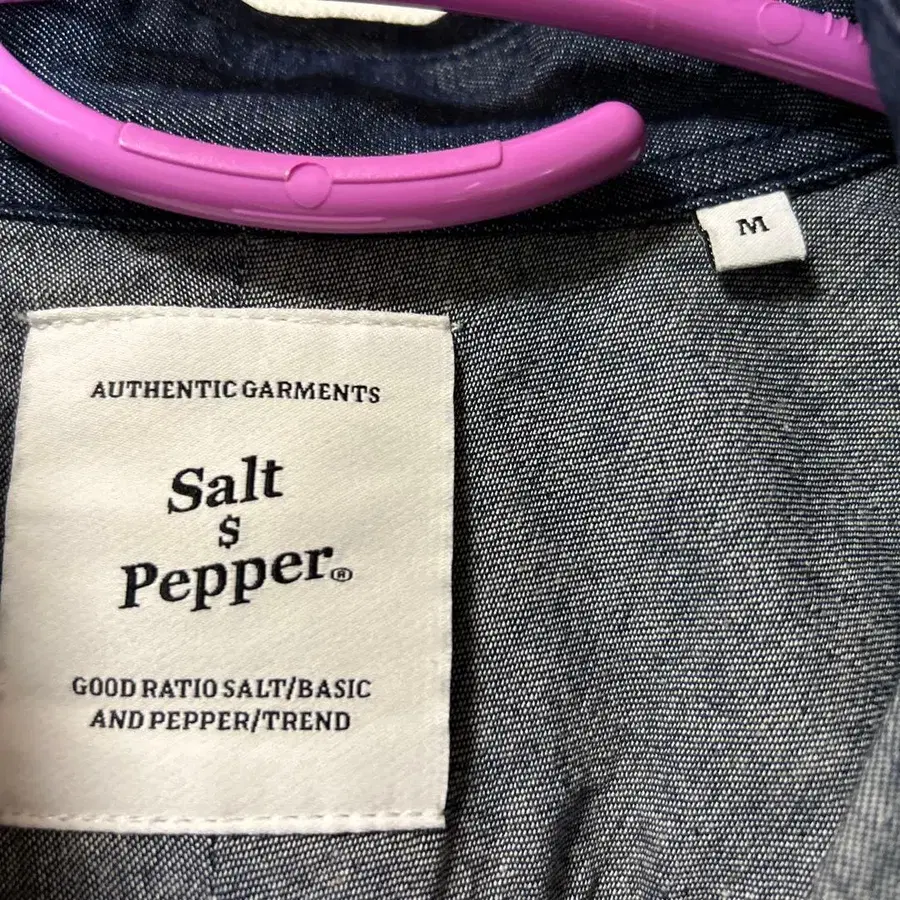 M
AUTHENTIC GARMENTS
Salt
$
Pepper®
GOOD RATIO SALT/BASIC
AND PEPPER/TREND